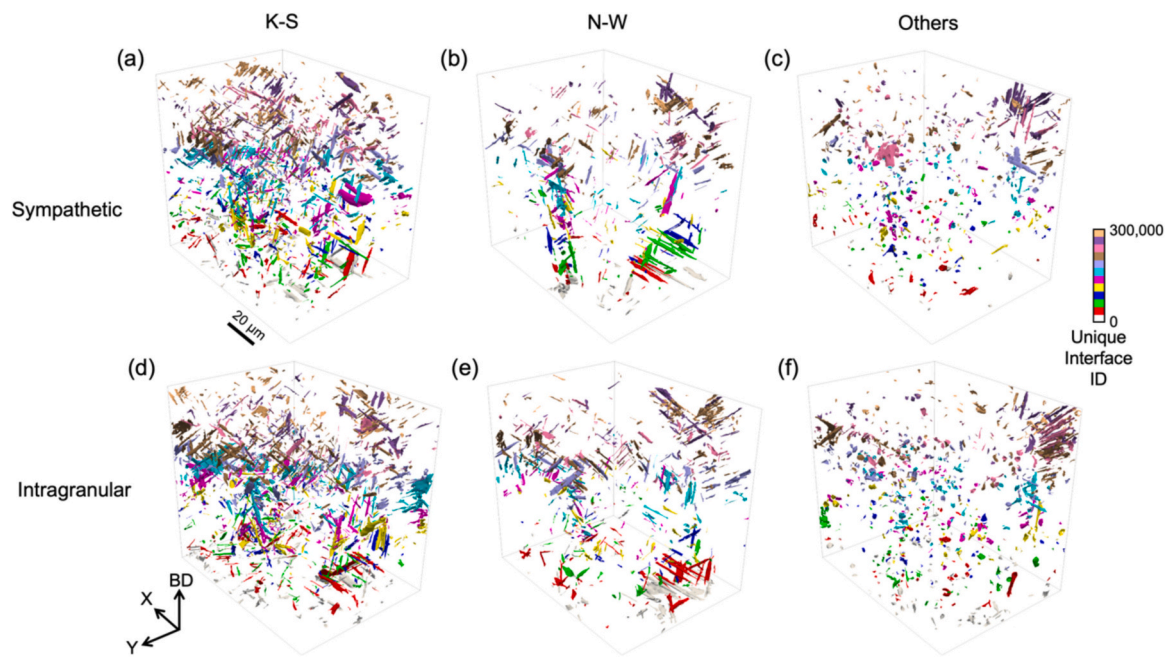 K-S
N-W
Others
(a)
(b)
(c)
Sympathetic
20 μm
300,000
0
Unique
Interface
ID
(d)
(e)
(f)
Intragranular
BD
X
Y